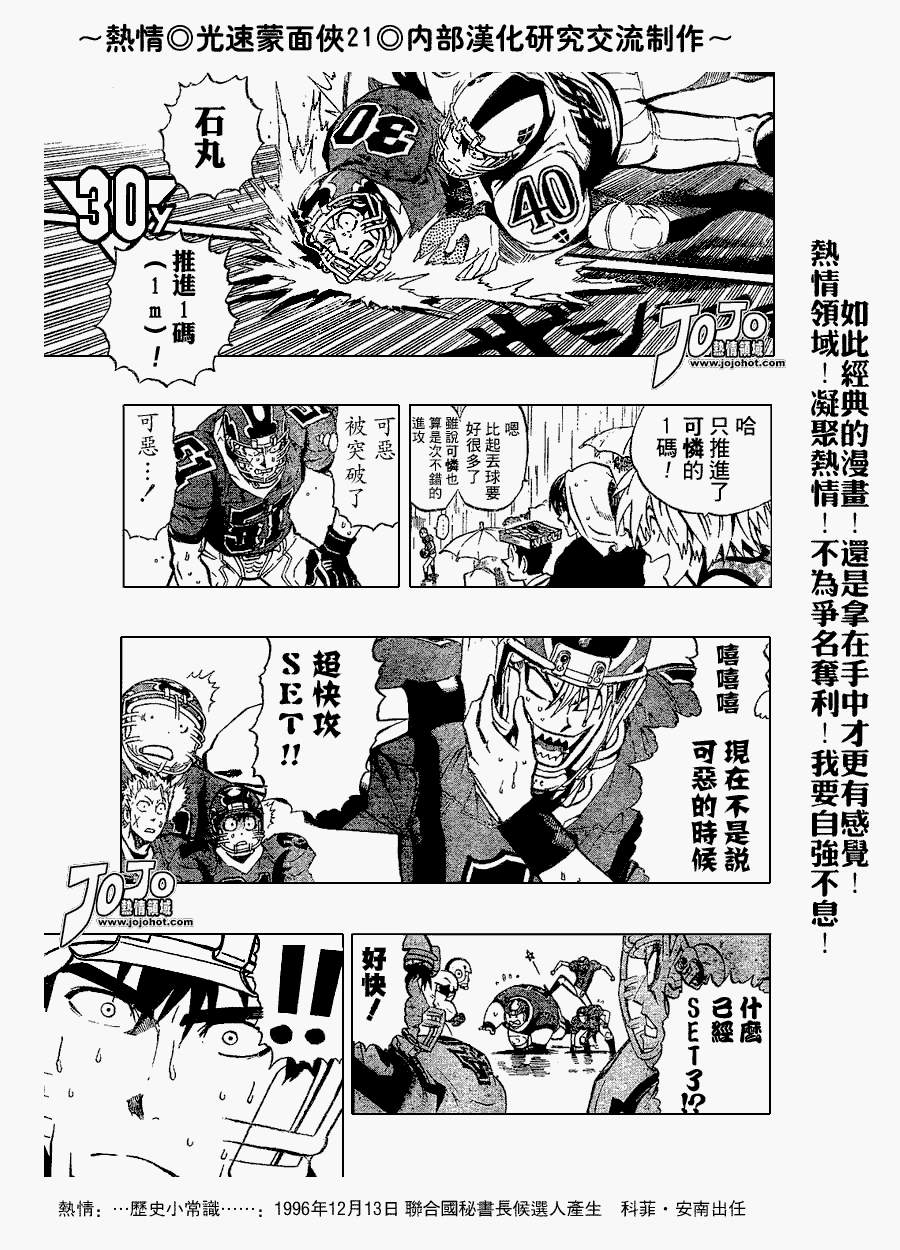 ～熱情◎光速蒙面俠21◎内部漢化研究交流制作～
石丸
30y
推進1碼
(1m)！
30
40
JOJO
熱情領域
www.jojohot.com
如此經典的漫畫！還是拿在手中才更有感覺！
熱情領域！凝聚熱情！不為爭名奪利！我要自強不息！
哈
只推進了
可憐的
1碼！
嗯
比起丟球要
好很多了
雖說可憐也
算是次不錯的
進攻
可惡
被突破了
可惡…！
51
嘻嘻嘻
現在不是說
可惡的時候
超快攻
SET!!
JOJO
熱情領域
www.jojohot.com
什麼
已經
SET了!?
好快！
!!
熱情：…歷史小常識……：1996年12月13日 聯合國秘書長候選人產生　科菲·安南出任